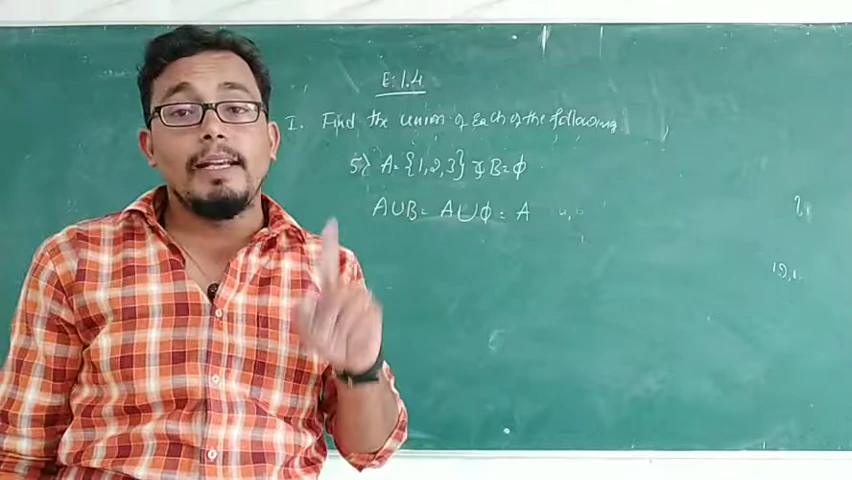 E: 1.4
I. Find the union of Each of the following
5) A = {1,2,3} & B = ϕ
A∪B = A∪ϕ = A